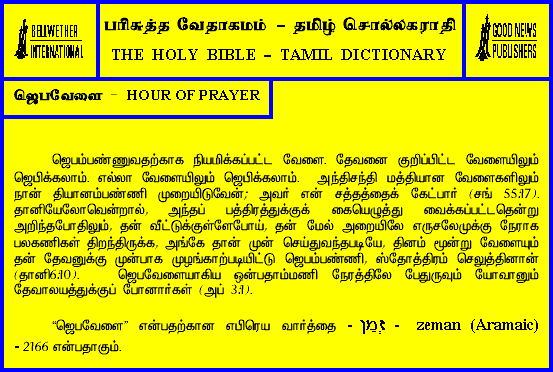 BELLWETHER
INTERNATIONAL
பரிசுத்த வேதாகமம் - தமிழ் சொல்லகராதி
THE HOLY BIBLE - TAMIL DICTIONARY
GOOD NEWS
PUBLISHERS
ஜெபவேளை - HOUR OF PRAYER
ஜெபம்பண்ணுவதற்காக நியமிக்கப்பட்ட வேளை. தேவனை குறிப்பிட்ட வேளையிலும்
ஜெபிக்கலாம். எல்லா வேளையிலும் ஜெபிக்கலாம். அந்திசந்தி மத்தியான வேளைகளிலும்
நான் தியானம்பண்ணி முறையிடுவேன்; அவர் என் சத்தத்தைக் கேட்பார் (சங் 55:17).
தானியேலோவென்றால், அந்தப் பத்திரத்துக்குக் கையெழுத்து வைக்கப்பட்டதென்று
அறிந்தபோதிலும், தன் வீட்டுக்குள்ளேபோய், தன் மேல் அறையிலே எருசலேமுக்கு நேராக
பலகணிகள் திறந்திருக்க, அங்கே தான் முன் செய்துவந்தபடியே, தினம் மூன்று வேளையும்
தன் தேவனுக்கு முன்பாக முழங்காற்படியிட்டு ஜெபம்பண்ணி, ஸ்தோத்திரம் செலுத்தினான்
(தானி6:10). ஜெபவேளையாகிய ஒன்பதாம்மணி நேரத்திலே பேதுருவும் யோவானும்
தேவாலயத்துக்குப் போனார்கள் (அப் 3:1).
"ஜெபவேளை" என்பதற்கான எபிரெய வார்த்தை - זְמַן - zeman (Aramaic)
- 2166 என்பதாகும்.